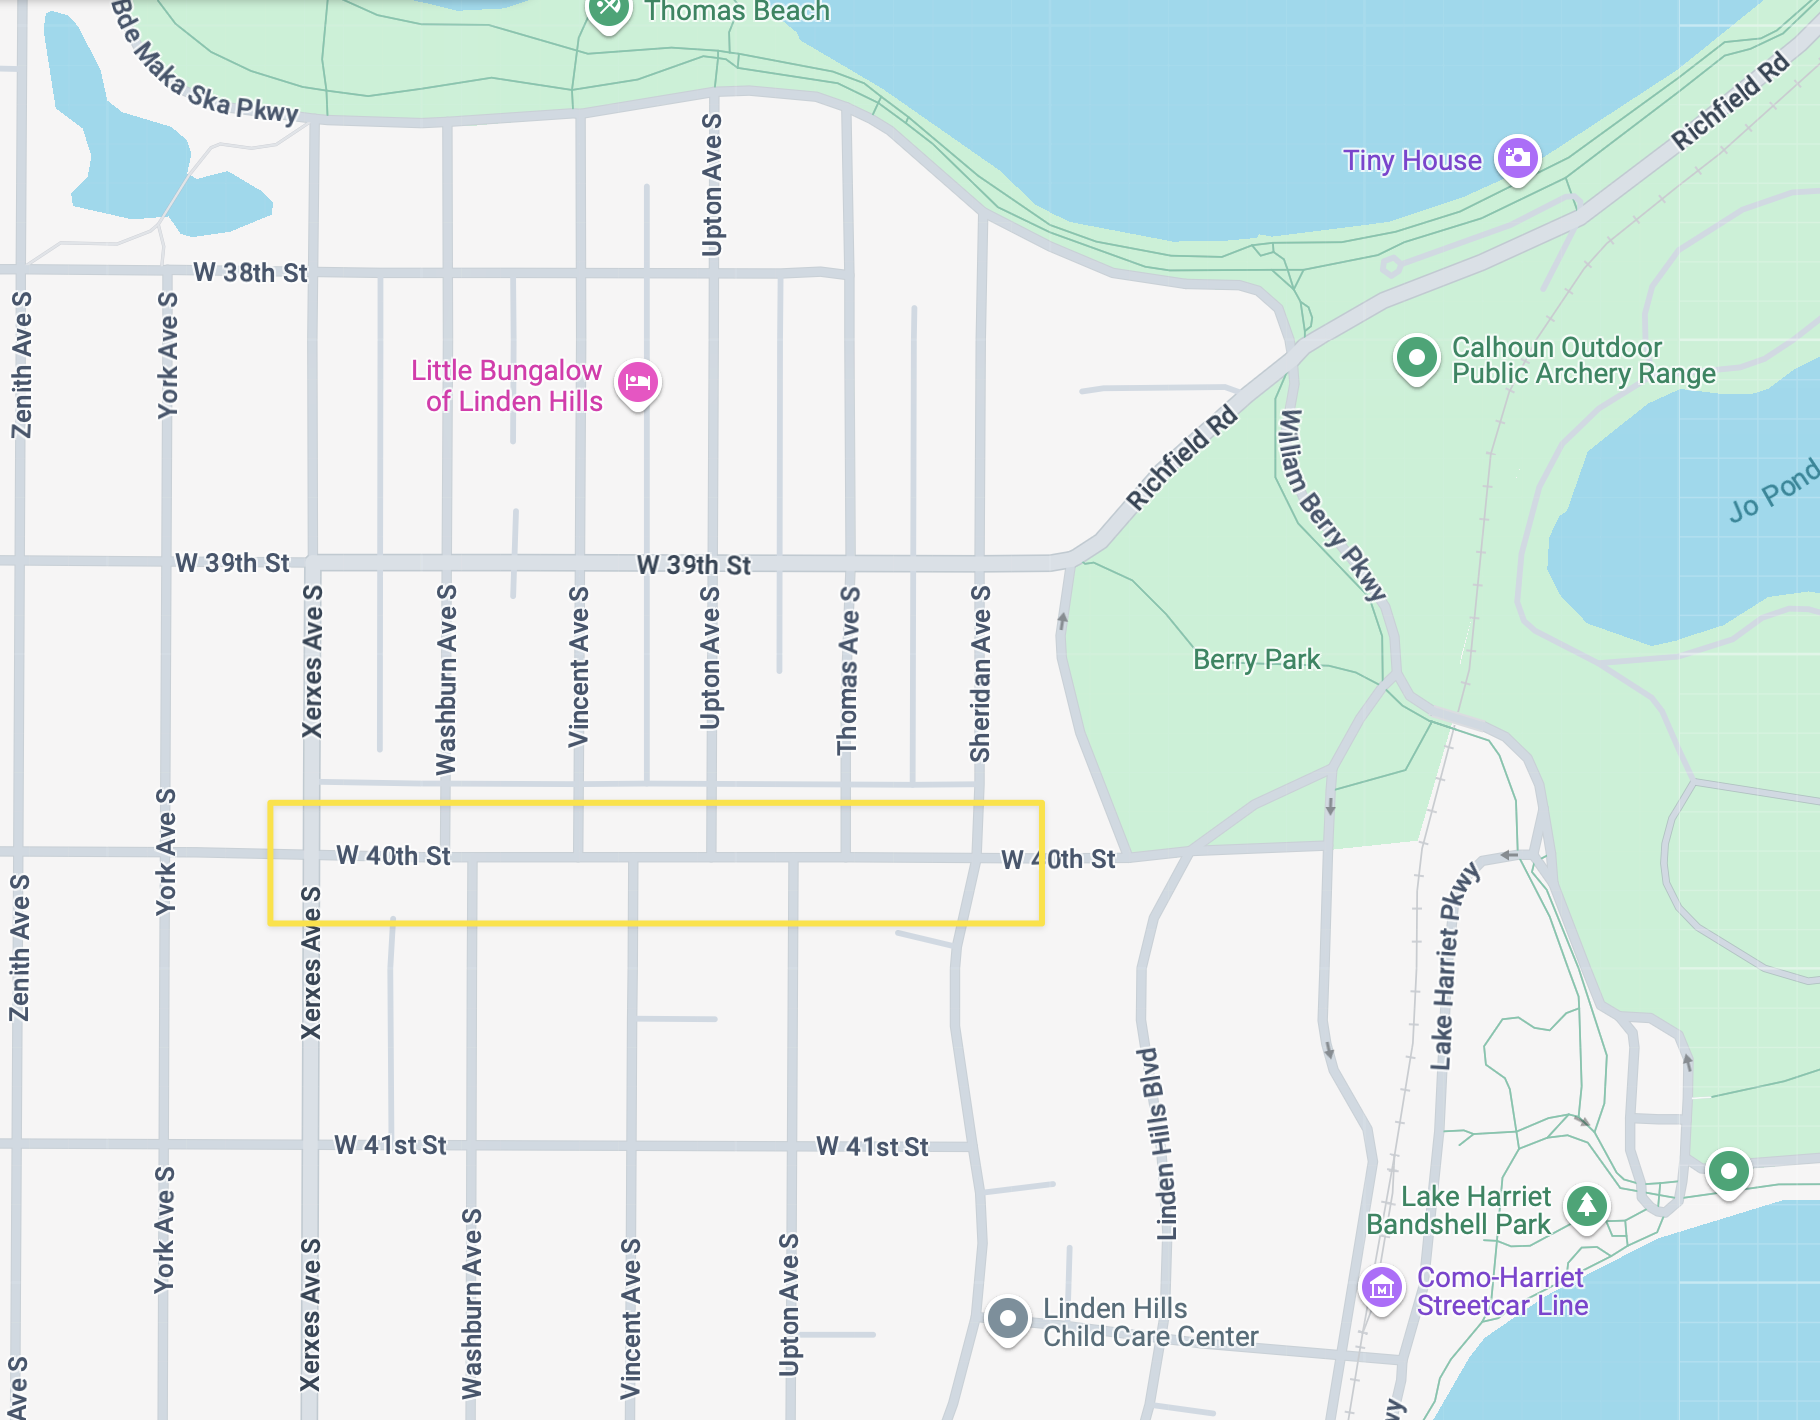 Thomas Beach
Bde Maka Ska Pkwy
Richfield Rd
Upton Ave S
Tiny House
W 38th St
Zenith Ave S
York Ave S
Little Bungalow
of Linden Hills
Calhoun Outdoor
Public Archery Range
Richfield Rd
William Berry Pkwy
Jo Pond
W 39th St
W 39th St
Xerxes Ave S
Washburn Ave S
Vincent Ave S
Upton Ave S
Thomas Ave S
Sheridan Ave S
Berry Park
York Ave S
W 40th St
W 40th St
Zenith Ave S
Xerxes Ave S
Lake Harriet Pkwy
Linden Hills Blvd
W 41st St
W 41st St
York Ave S
Washburn Ave S
Xerxes Ave S
Vincent Ave S
Upton Ave S
Lake Harriet
Bandshell Park
Como-Harriet
Streetcar Line
Linden Hills
Child Care Center
Ave S
wy